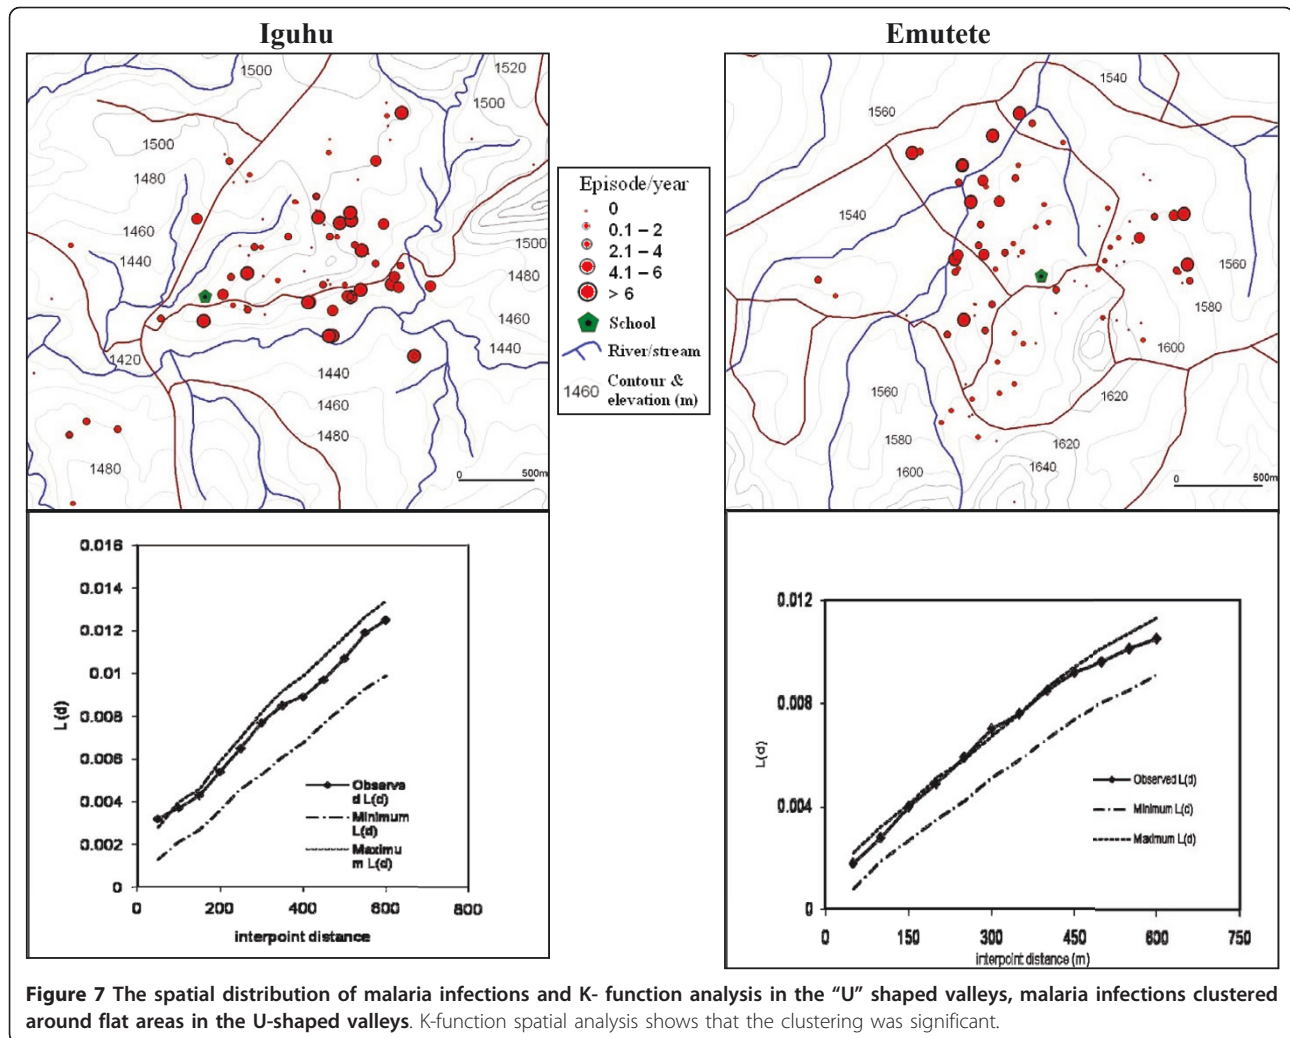 Iguhu
Emutete
1500
1520
1500
1500
1480
1460
1440
1500
1480
1460
1440
1420
1440
1460
1480
1480
0 500m
Episode/year
0
0.1 – 2
2.1 – 4
4.1 – 6
> 6
School
River/stream
1460 Contour &
elevation (m)
1540
1560
1540
1560
1580
1600
1560
1620
1580
1620
1600
1640
0 500m
0.016
0.014
0.012
0.01
0.008
0.006
0.004
0.002
0
L(d)
0 200 400 600 800
interpoint distance
Observe
d L(d)
Minimum
L(d)
Maximu
m L(d)
0.012
0.008
0.004
0
L(d)
0 150 300 450 600 750
interpoint distance (m)
Observed L(d)
Minimum L(d)
Maximum L(d)
Figure 7 The spatial distribution of malaria infections and K- function analysis in the “U” shaped valleys, malaria infections clustered
around flat areas in the U-shaped valleys. K-function spatial analysis shows that the clustering was significant.